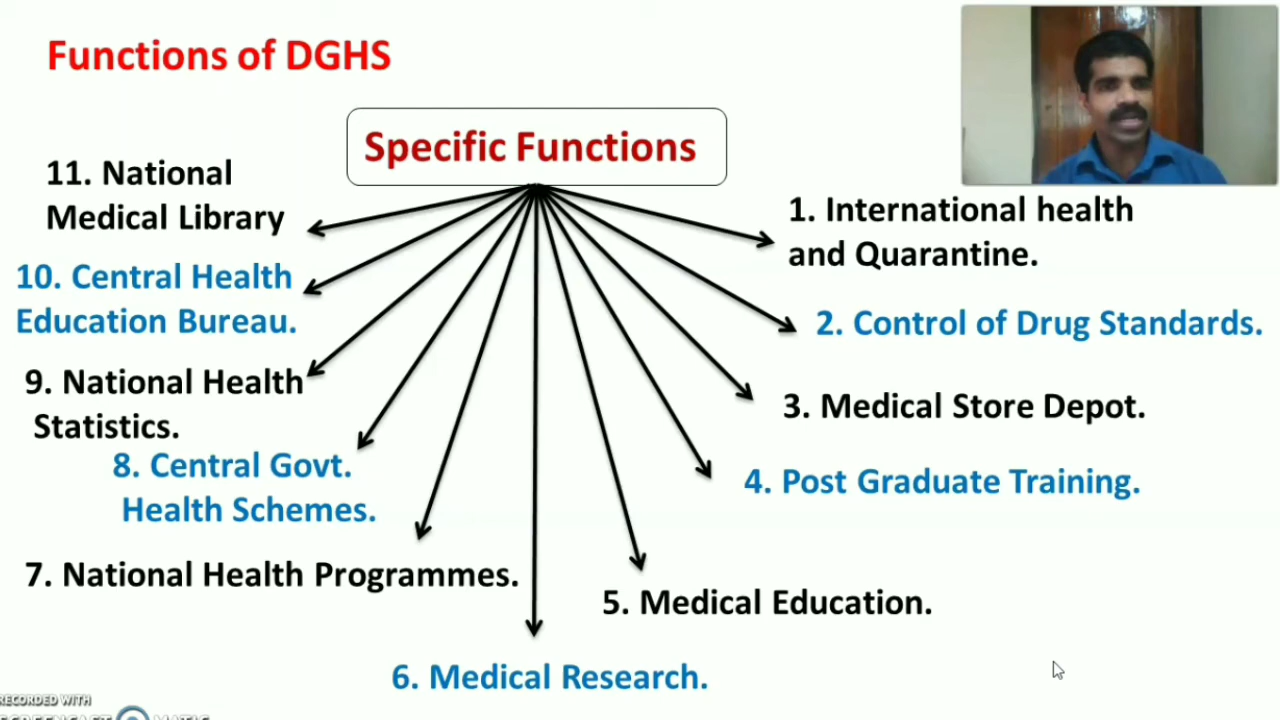 Functions of DGHS
Specific Functions
1. International health
and Quarantine.
2. Control of Drug Standards.
3. Medical Store Depot.
4. Post Graduate Training.
5. Medical Education.
6. Medical Research.
7. National Health Programmes.
8. Central Govt.
Health Schemes.
9. National Health
Statistics.
10. Central Health
Education Bureau.
11. National
Medical Library
RECORDED WITH